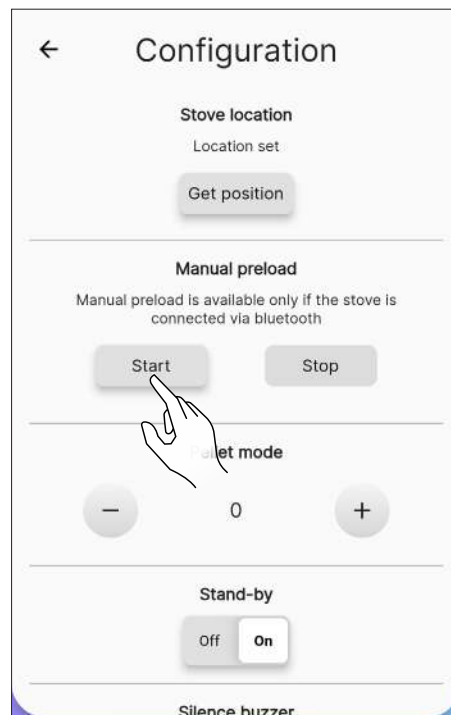 ← Configuration
Stove location
Location set
Get position
Manual preload
Manual preload is available only if the stove is
connected via bluetooth
Start Stop
mode
− 0 +
Stand-by
Off On
Silence buzzer